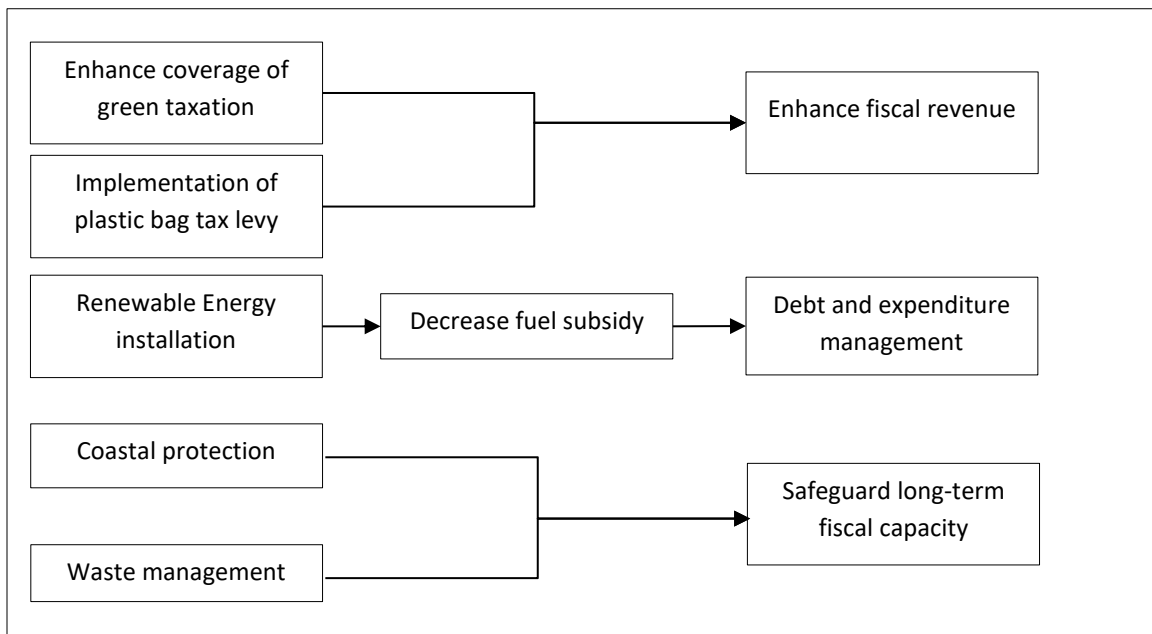 Enhance coverage of
green taxation
Enhance fiscal revenue
Implementation of
plastic bag tax levy
Renewable Energy
installation
Decrease fuel subsidy
Debt and expenditure
management
Coastal protection
Safeguard long-term
fiscal capacity
Waste management